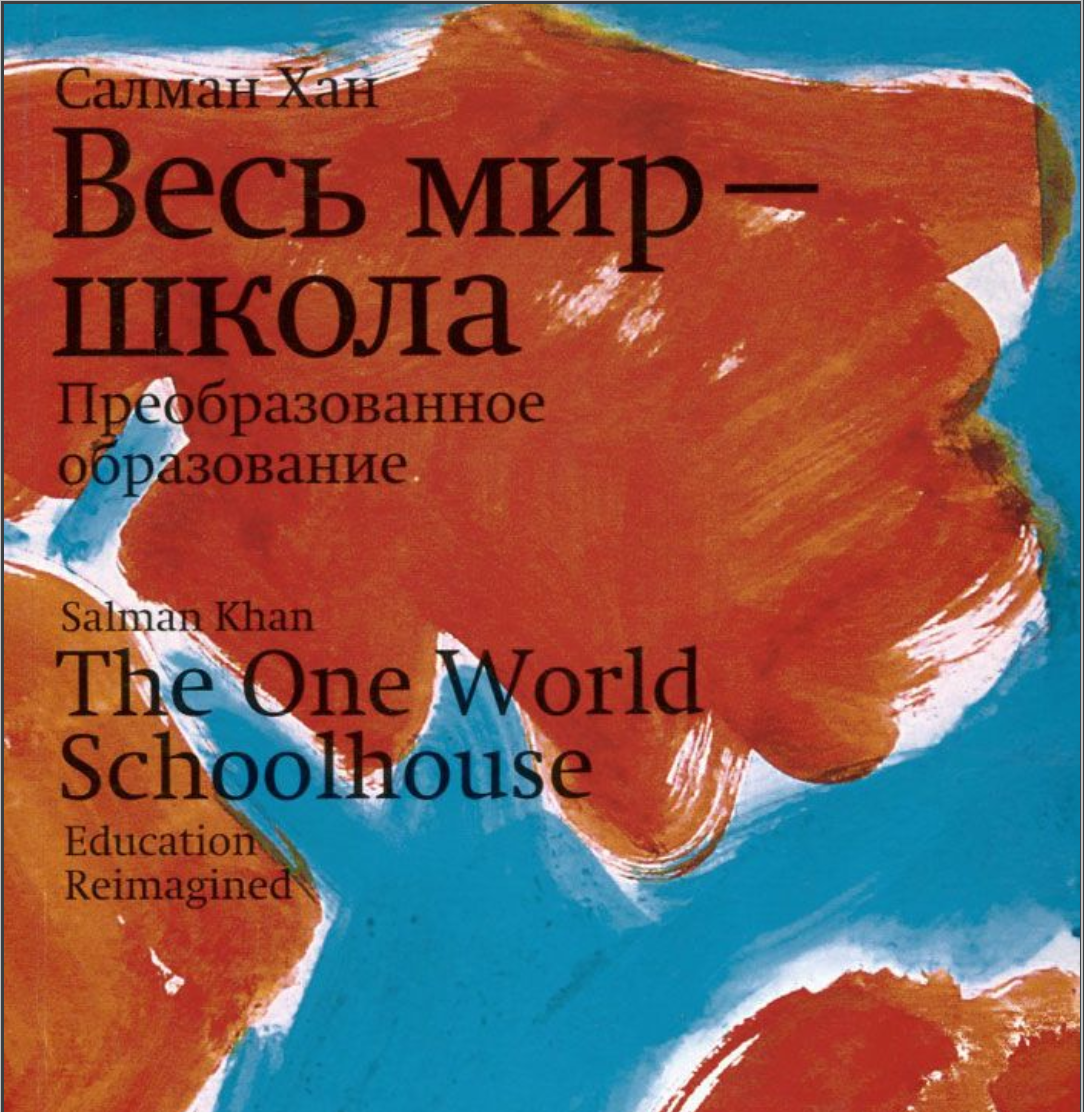 Салман Хан
Весь мир –
школа
Преобразованное
образование
Salman Khan
The One World
Schoolhouse
Education
Reimagined